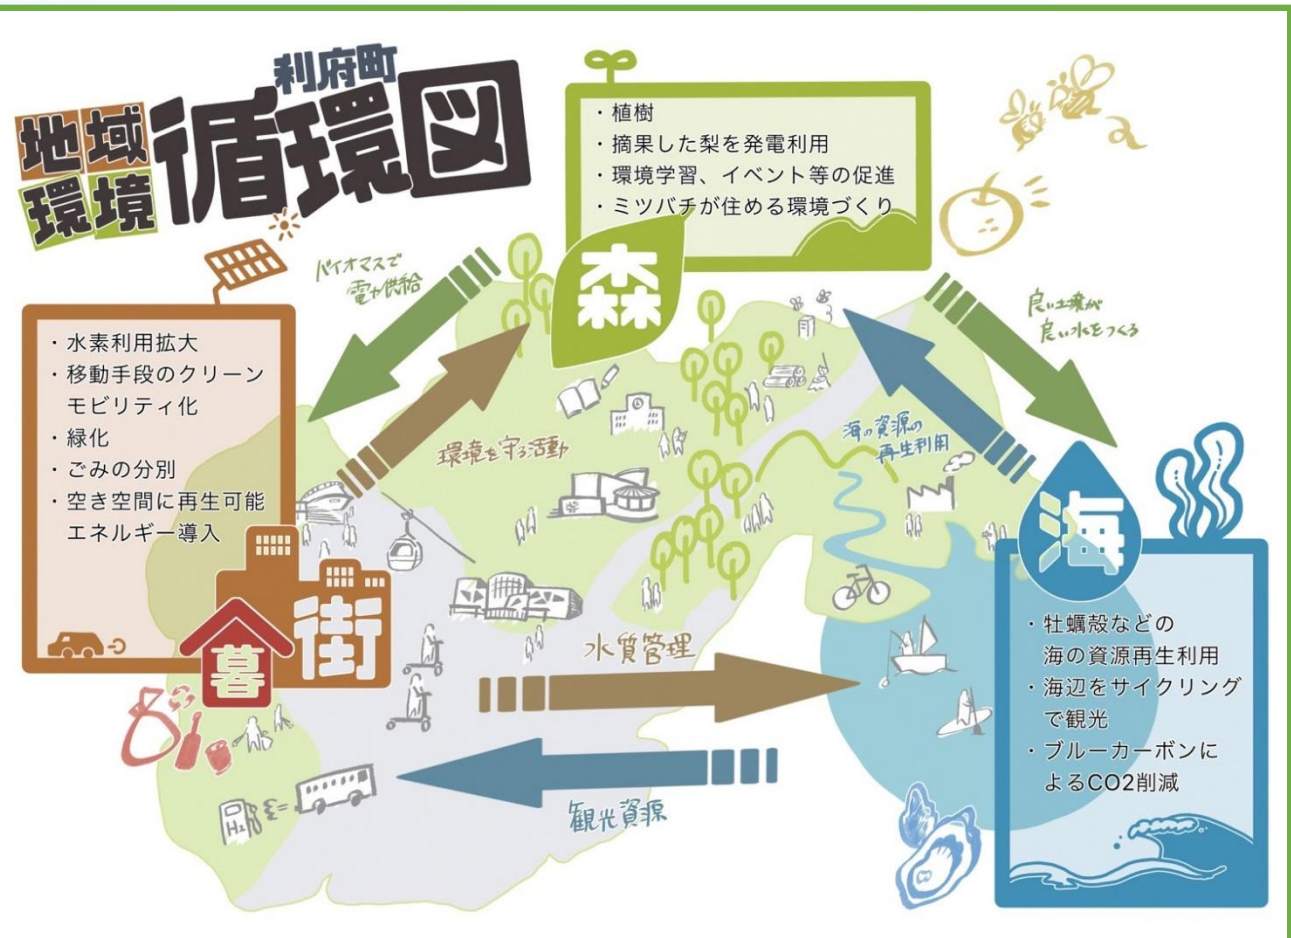 利府町
地域
環境
循環図
・植樹
・摘果した梨を発電利用
・環境学習、イベント等の促進
・ミツバチが住める環境づくり
森
バイオマスで
電力供給
良い土壌が
良い水をつくる
・水素利用拡大
・移動手段のクリーン
モビリティ化
・緑化
・ごみの分別
・空き空間に再生可能
エネルギー導入
環境を守る活動
海の資源の
再生利用
街
暮
海
水質管理
・牡蠣殻などの
海の資源再生利用
・海辺をサイクリング
で観光
・ブルーカーボンに
よるCO2削減
観光資源
H2